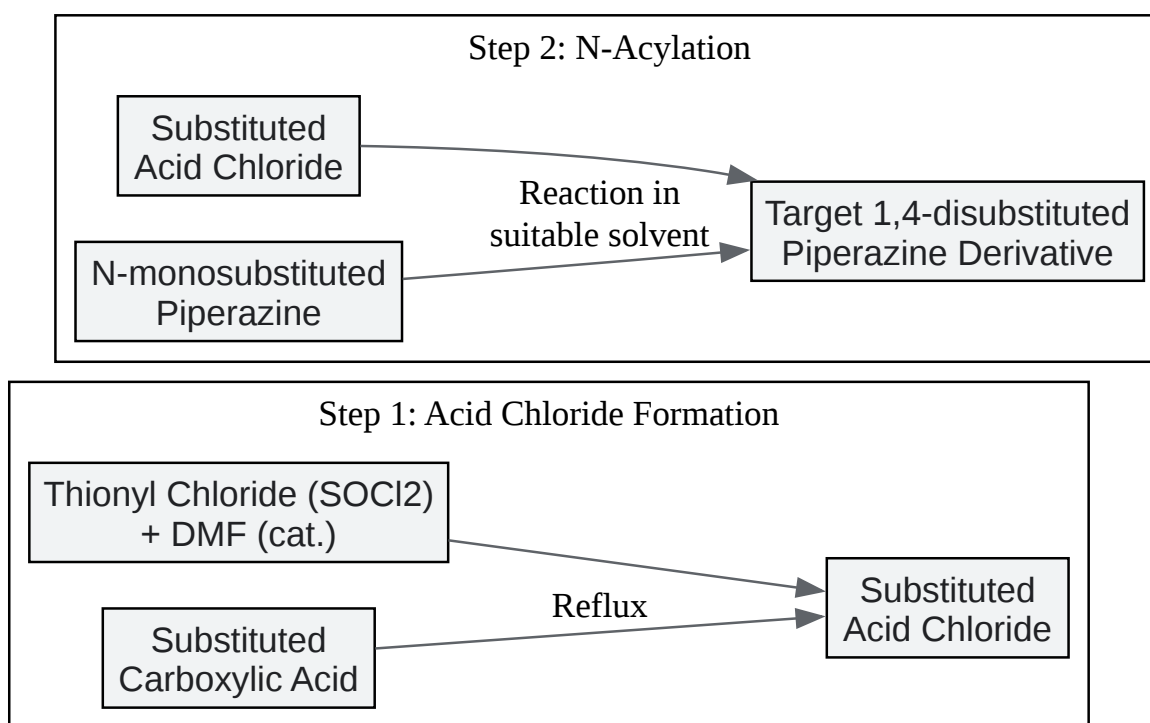 Step 2: N-Acylation
Substituted
Acid Chloride
Reaction in
suitable solvent
N-monosubstituted
Piperazine
Target 1,4-disubstituted
Piperazine Derivative
Step 1: Acid Chloride Formation
Thionyl Chloride (SOCl2)
+ DMF (cat.)
Reflux
Substituted
Carboxylic Acid
Substituted
Acid Chloride